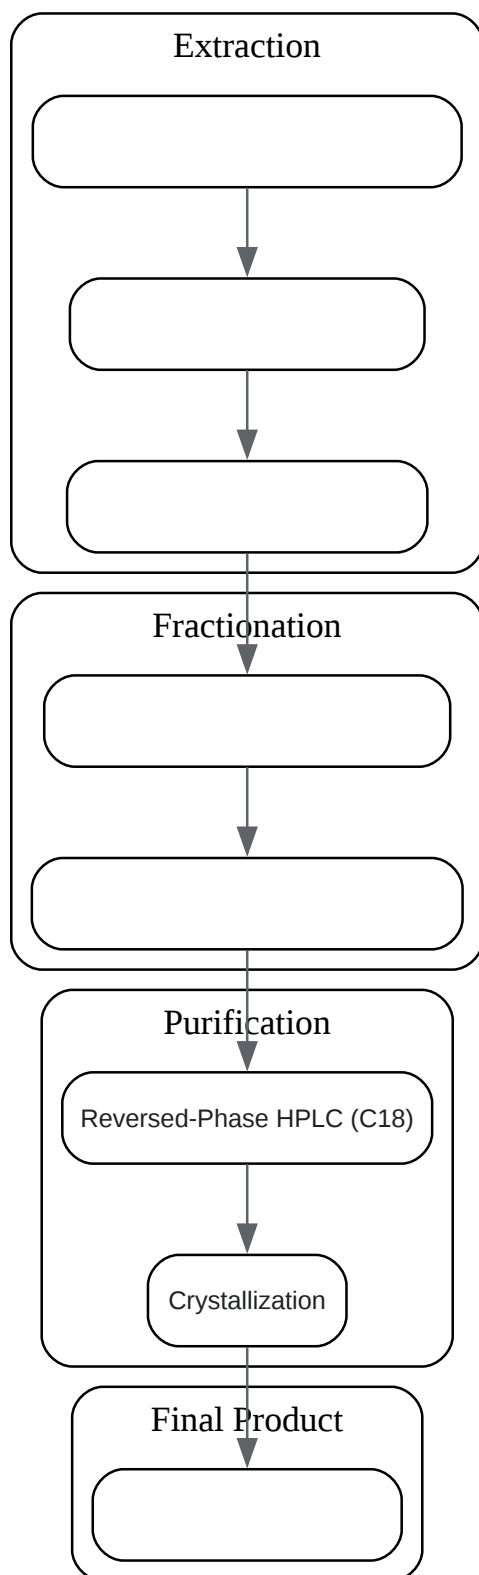 Extraction
Fractionation
Purification
Reversed-Phase HPLC (C18)
Crystallization
Final Product